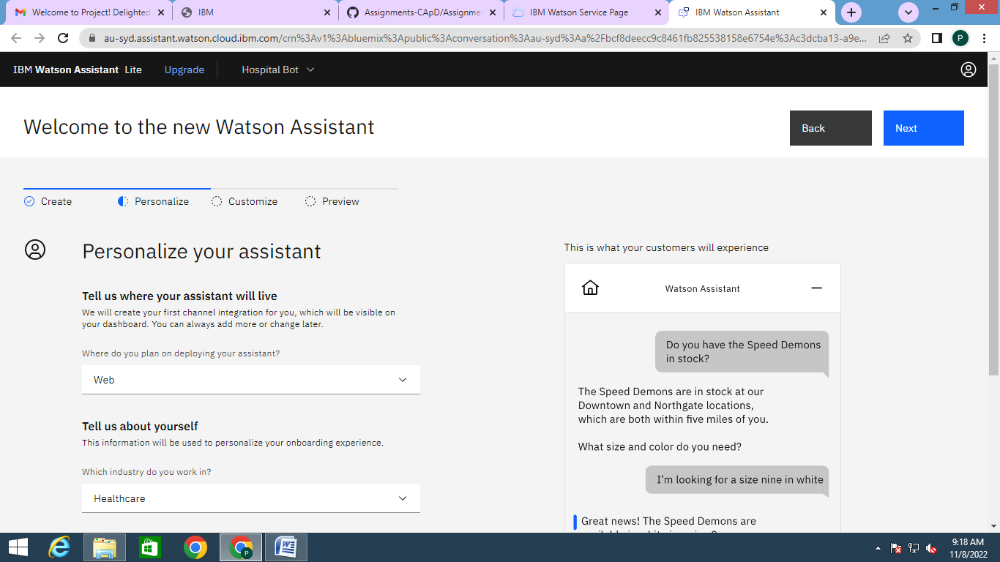 Welcome to Project! Delighted
IBM
Assignments-CApD/Assignme
IBM Watson Service Page
IBM Watson Assistant
au-syd.assistant.watson.cloud.ibm.com/crn%3Av1%3Abluemix%3Apublic%3Aconversation%3Aau-syd%3Aa%2Fbcf8deecc9c8461fb825538158e6754e%3Ac3dcba13-a9e...
P
IBM Watson Assistant Lite
Upgrade
Hospital Bot
Welcome to the new Watson Assistant
Back
Next
Create
Personalize
Customize
Preview
Personalize your assistant
Tell us where your assistant will live
We will create your first channel integration for you, which will be visible on
your dashboard. You can always add more or change later.
Where do you plan on deploying your assistant?
Web
Tell us about yourself
This information will be used to personalize your onboarding experience.
Which industry do you work in?
Healthcare
This is what your customers will experience
Watson Assistant
Do you have the Speed Demons
in stock?
The Speed Demons are in stock at our
Downtown and Northgate locations,
which are both within five miles of you.
What size and color do you need?
I'm looking for a size nine in white
Great news! The Speed Demons are
P
9:18 AM
11/8/2022